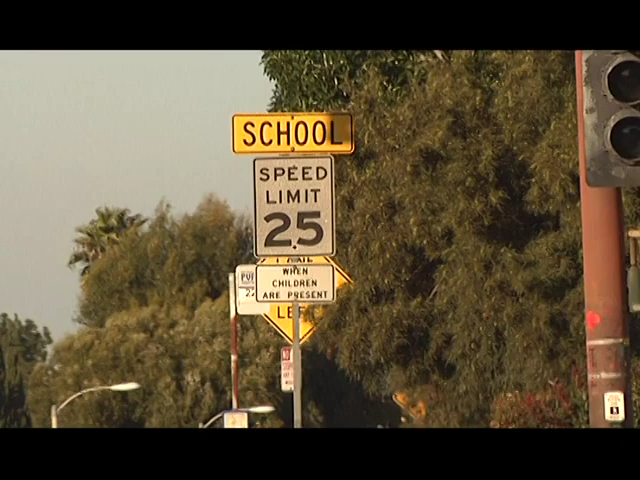 SCHOOL
SPEED
LIMIT
25
WHEN
CHILDREN
ARE PRESENT